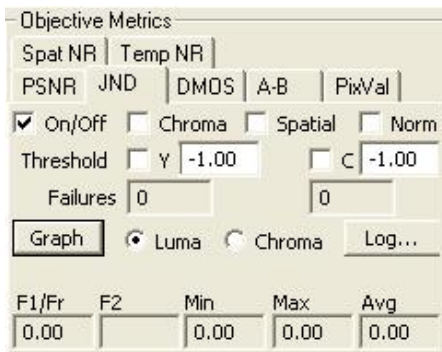 Objective Metrics
Spat NR Temp NR
PSNR JND DMOS A-B PixVal
On/Off Chroma Spatial Norm
Threshold Y -1.00 C -1.00
Failures 0 0
Graph Luma Chroma Log...
F1/Fr F2 Min Max Avg
0.00 0.00 0.00 0.00